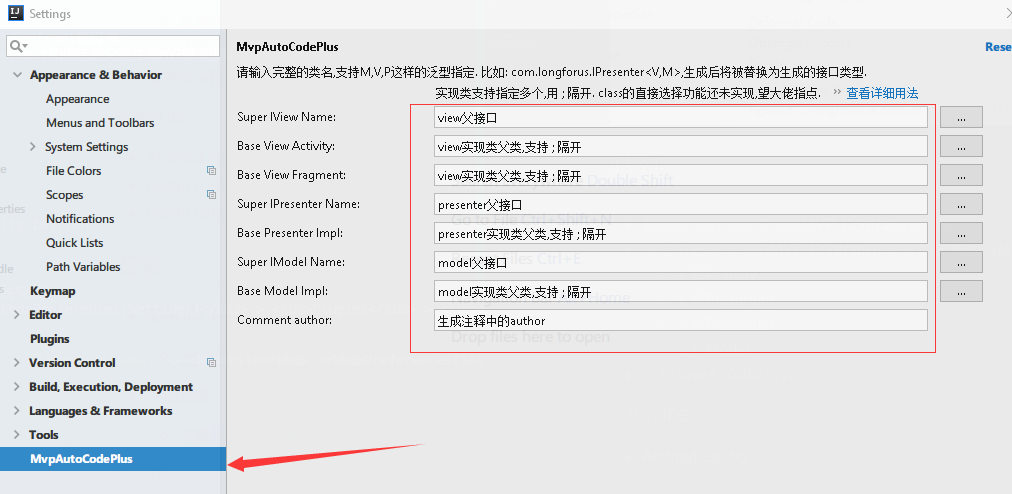 Settings
MvpAutoCodePlus
Rese
请输入完整的类名,支持M,V,P这样的泛型指定. 比如: com.longforus.IPresenter<V,M>,生成后将被替换为生成的接口类型.
实现类支持指定多个,用 ; 隔开. class的直接选择功能还未实现,望大佬指点. 查看详细用法
Appearance & Behavior
Appearance
Menus and Toolbars
System Settings
File Colors
Scopes
Notifications
Quick Lists
Path Variables
Keymap
Editor
Plugins
Version Control
Build, Execution, Deployment
Languages & Frameworks
Tools
MvpAutoCodePlus
Super IView Name: view父接口 ...
Base View Activity: view实现类父类,支持 ; 隔开 ...
Base View Fragment: view实现类父类,支持 ; 隔开 ...
Double Shift
Super IPresenter Name: presenter父接口 ...
Go to File Ctrl+Shift+N
Base Presenter Impl: presenter实现类父类,支持 ; 隔开 ...
Files Ctrl+E
Super IModel Name: model父接口 ...
Base Model Impl: model实现类父类,支持 ; 隔开 ...
Home
Comment author: 生成注释中的author
Drop files here to open